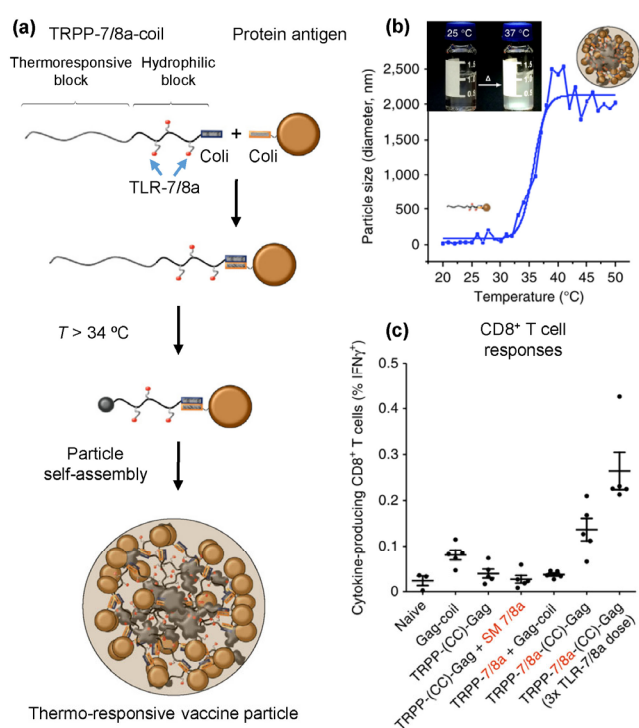 (a)
TRPP-7/8a-coil
Protein antigen
Thermoresponsive
block
Hydrophilic
block
+
Coli
Coli
TLR-7/8a
T > 34 ºC
Particle
self-assembly
Thermo-responsive vaccine particle
(b)
25 °C
37 °C
Δ
Particle size (diameter, nm)
2,500
2,000
1,500
1,000
500
0
20 25 30 35 40 45 50
Temperature (°C)
(c)
CD8⁺ T cell
responses
Cytokine-producing CD8⁺ T cells (% IFNγ⁺)
0.5
0.4
0.3
0.2
0.1
0
Naive
Gag-coil
TRPP-(CC)-Gag
TRPP-(CC)-Gag + SM 7/8a
TRPP-7/8a + Gag-coil
TRPP-7/8a-(CC)-Gag
TRPP-7/8a-(CC)-Gag
(3x TLR-7/8a dose)